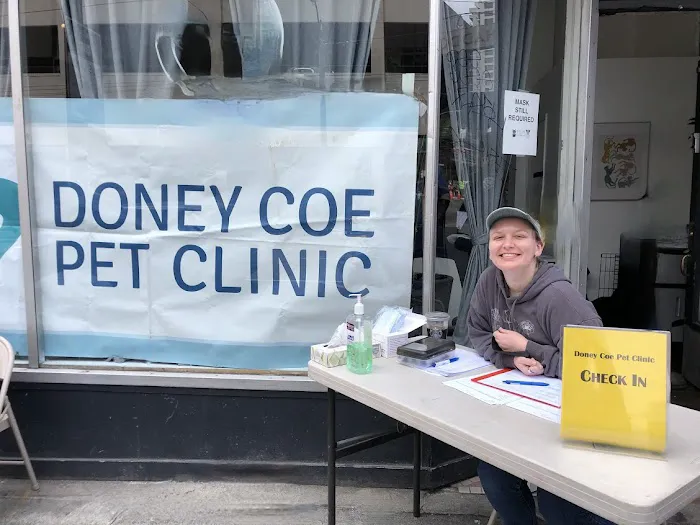 DONEY COE
PET CLINIC
MASK
STILL
REQUIRED
Doney Coe Pet Clinic
CHECK IN